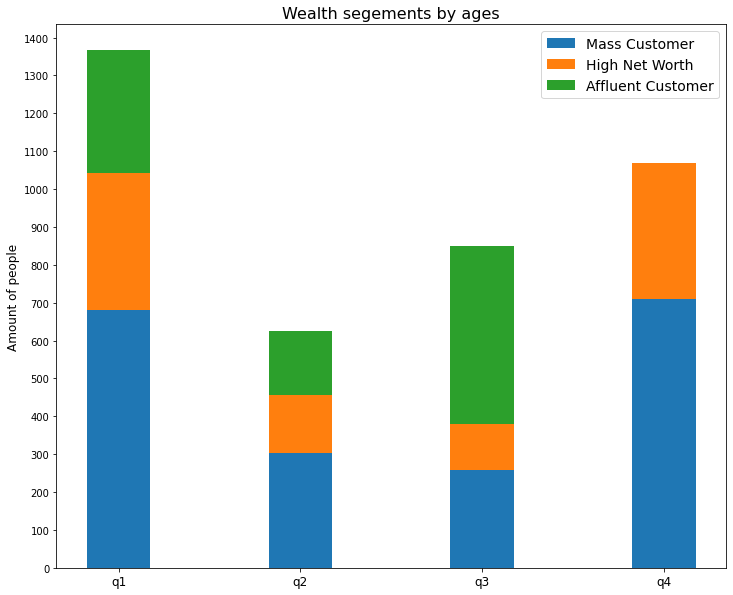 Wealth segements by ages
Mass Customer
High Net Worth
Affluent Customer
Amount of people
1400
1300
1200
1100
1000
900
800
700
600
500
400
300
200
100
0
q1 q2 q3 q4